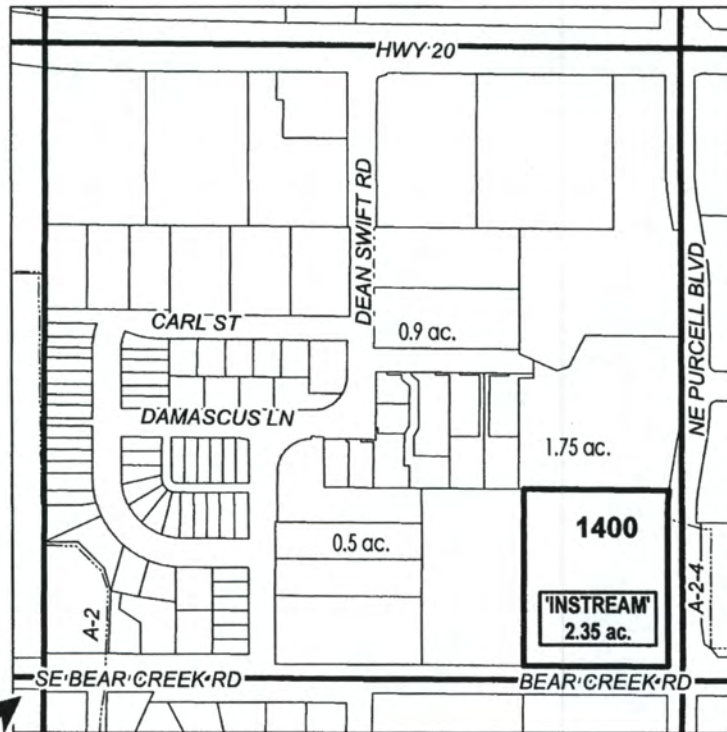 HWY 20
DEAN SWIFT RD
NE PURCELL BLVD
CARL ST
0.9 ac.
DAMASCUS LN
1.75 ac.
1400
0.5 ac.
'INSTREAM'
2.35 ac.
A-2
A-2-4
SE BEAR CREEK RD
BEAR CREEK RD